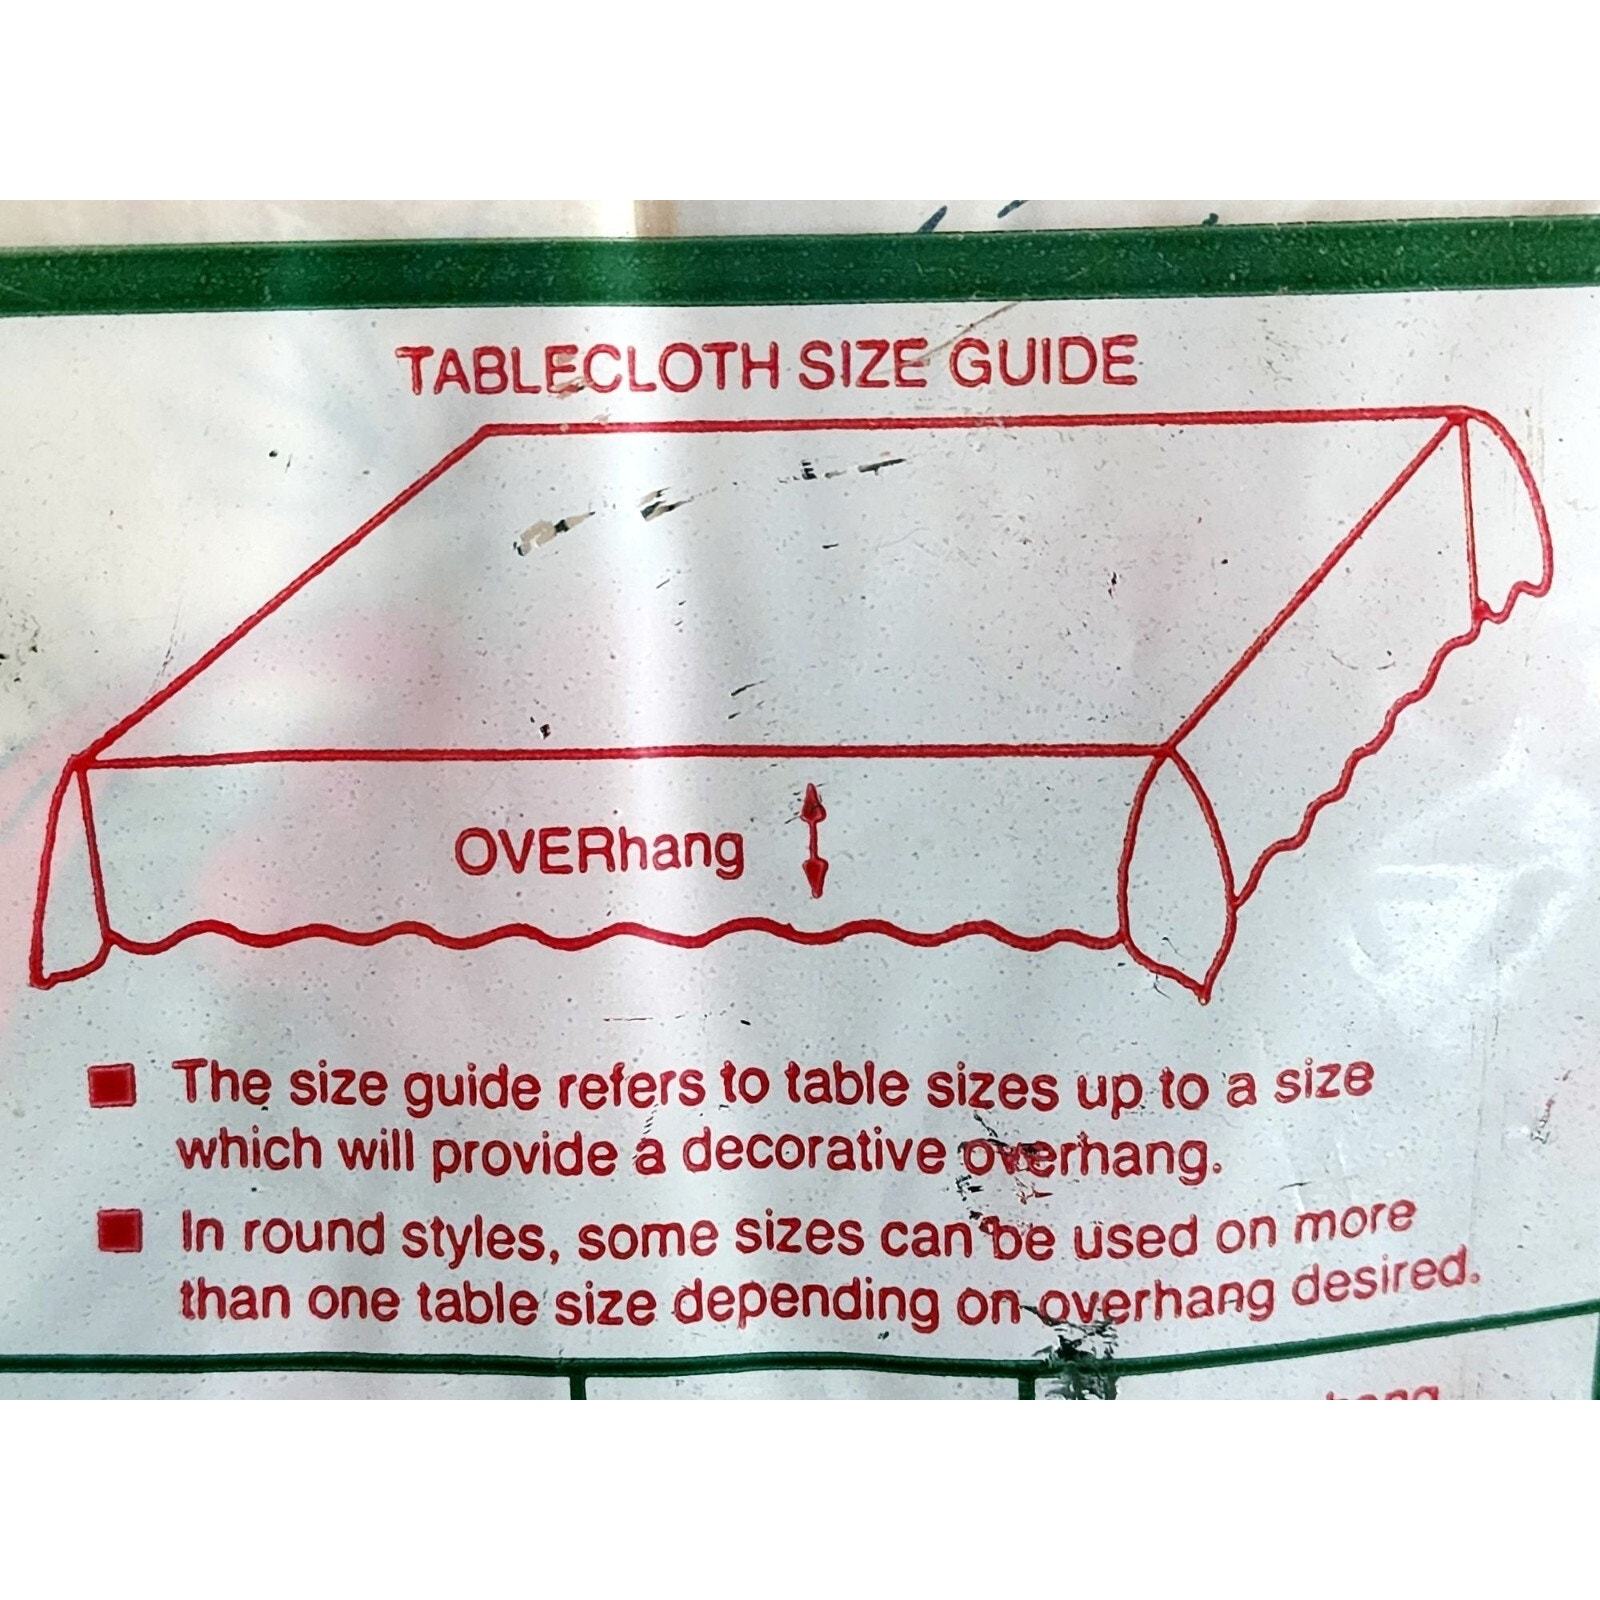 TABLECLOTH SIZE GUIDE
OVERhang
The size guide refers to table sizes up to a size
which will provide a decorative overhang.
In round styles, some sizes can be used on more
than one table size depending on overhang desired.